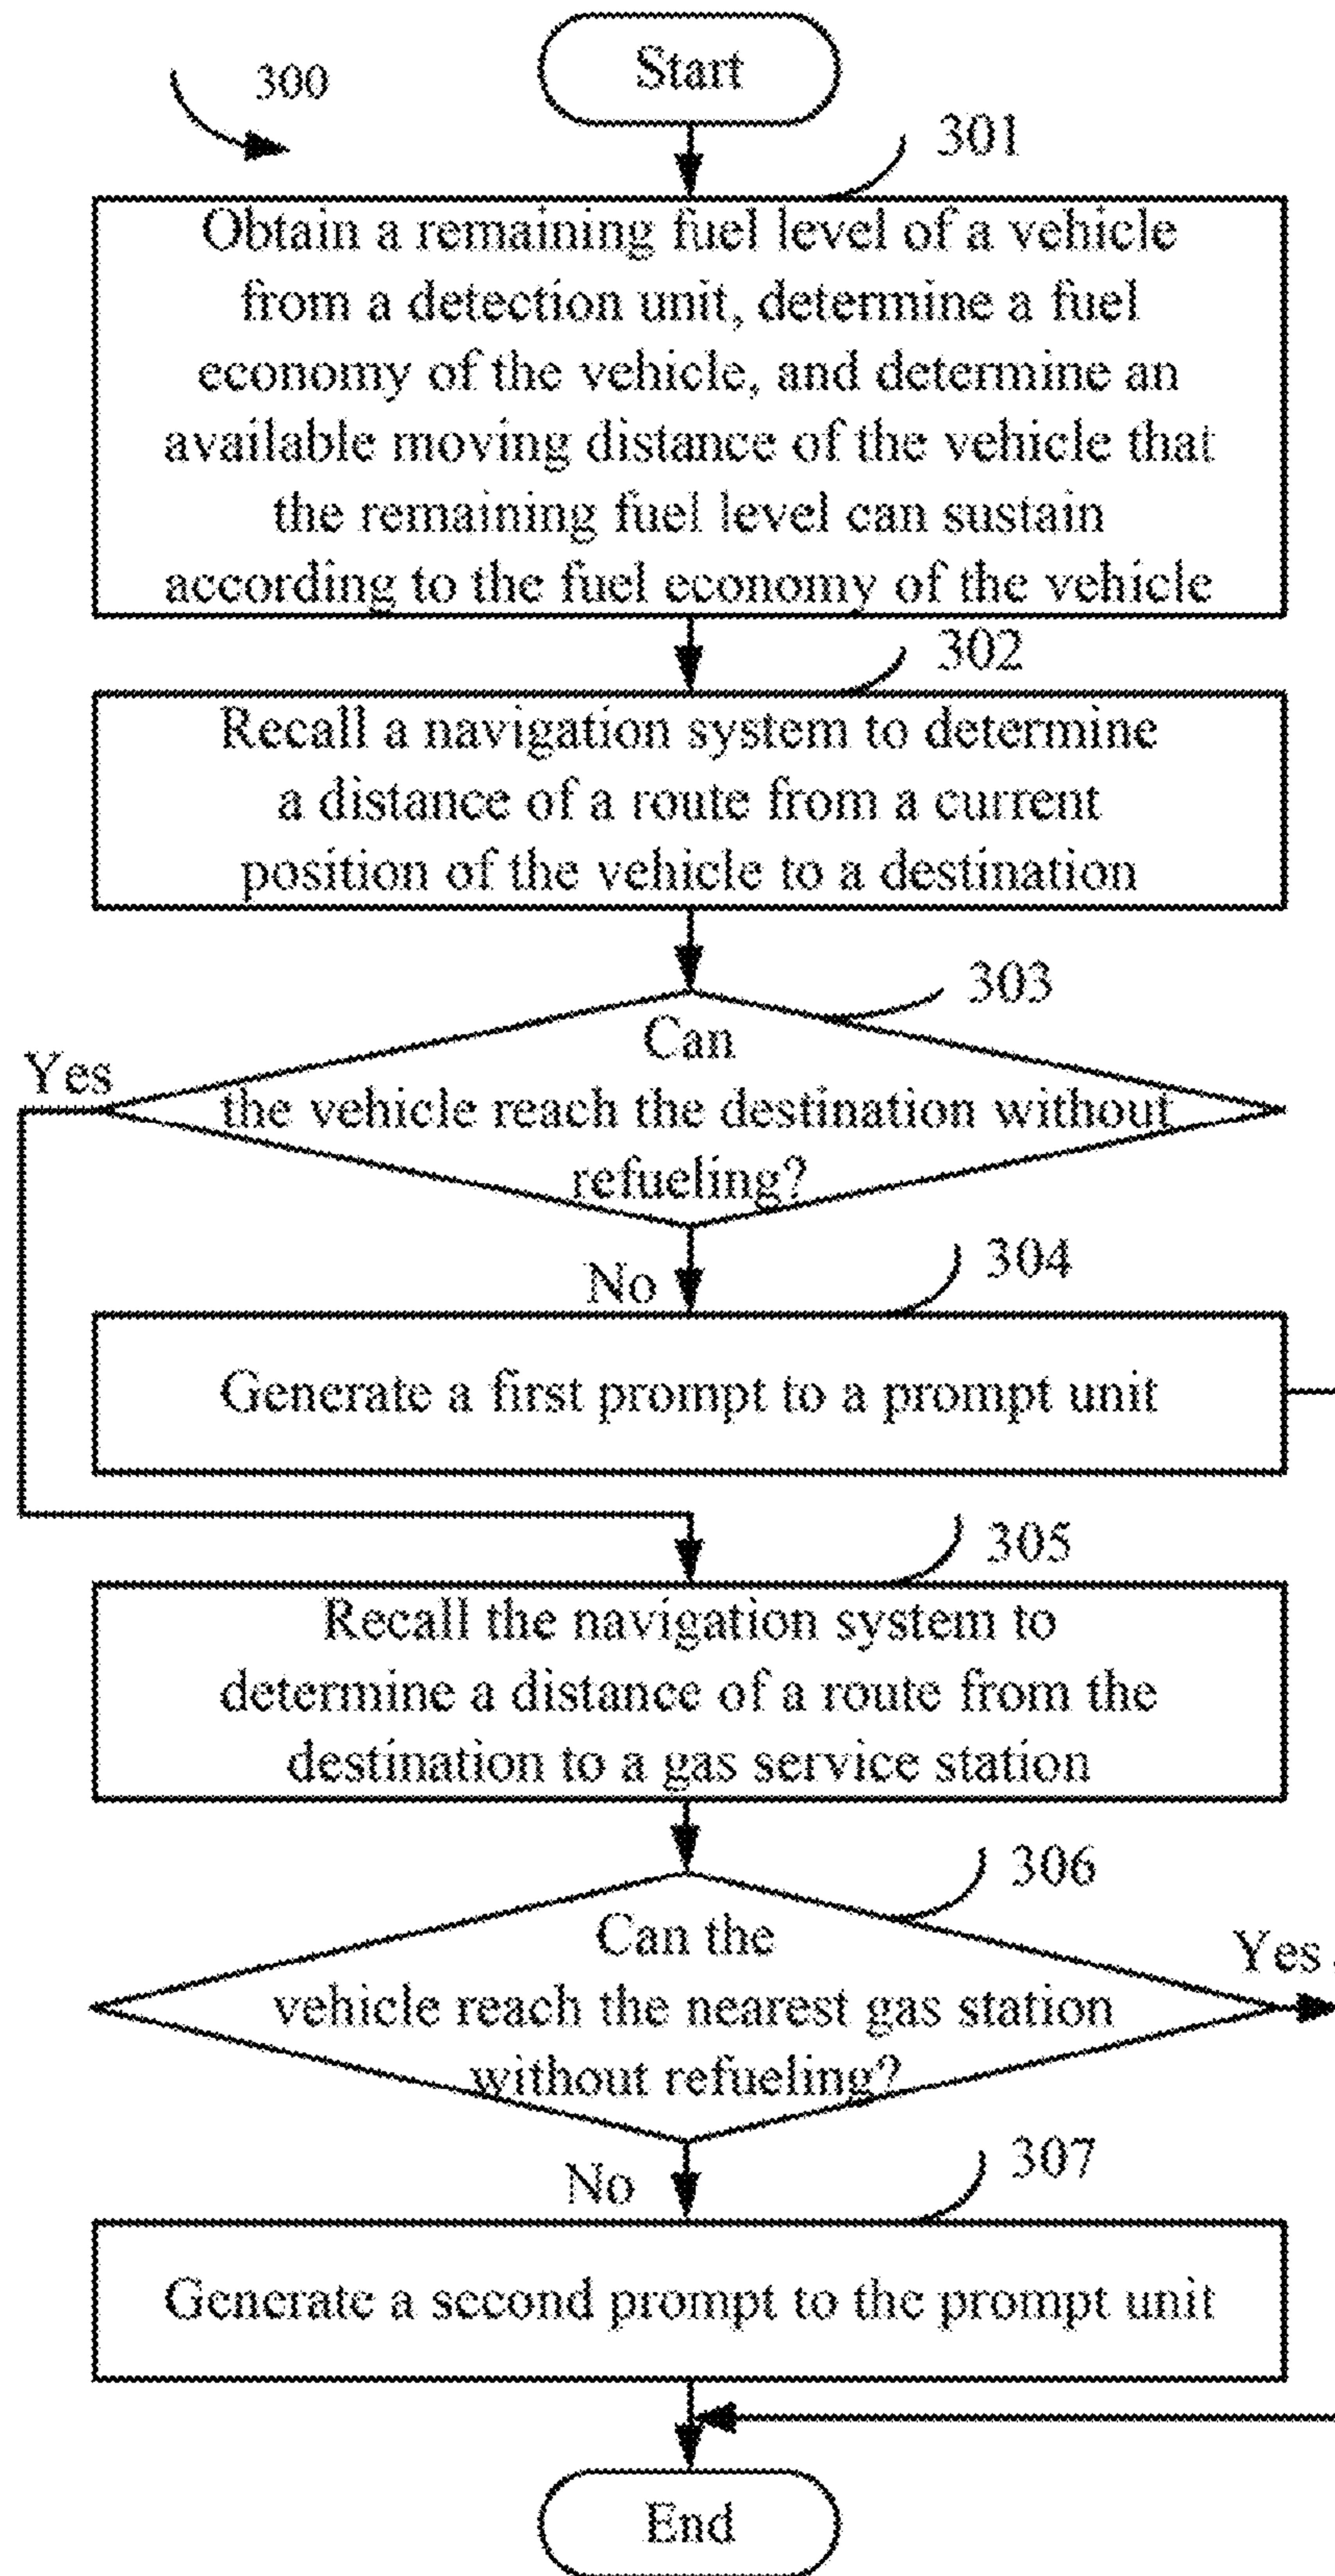 Start
300
301
Obtain a remaining fuel level of a vehicle
from a detection unit, determine a fuel
economy of the vehicle, and determine an
available moving distance of the vehicle that
the remaining fuel level can sustain
according to the fuel economy of the vehicle
302
Recall a navigation system to determine
a distance of a route from a current
position of the vehicle to a destination
303
Can
the vehicle reach the destination without
refueling?
Yes
No
304
Generate a first prompt to a prompt unit
305
Recall the navigation system to
determine a distance of a route from the
destination to a gas service station
306
Can the
vehicle reach the nearest gas station
without refueling?
Yes
No
307
Generate a second prompt to the prompt unit
End